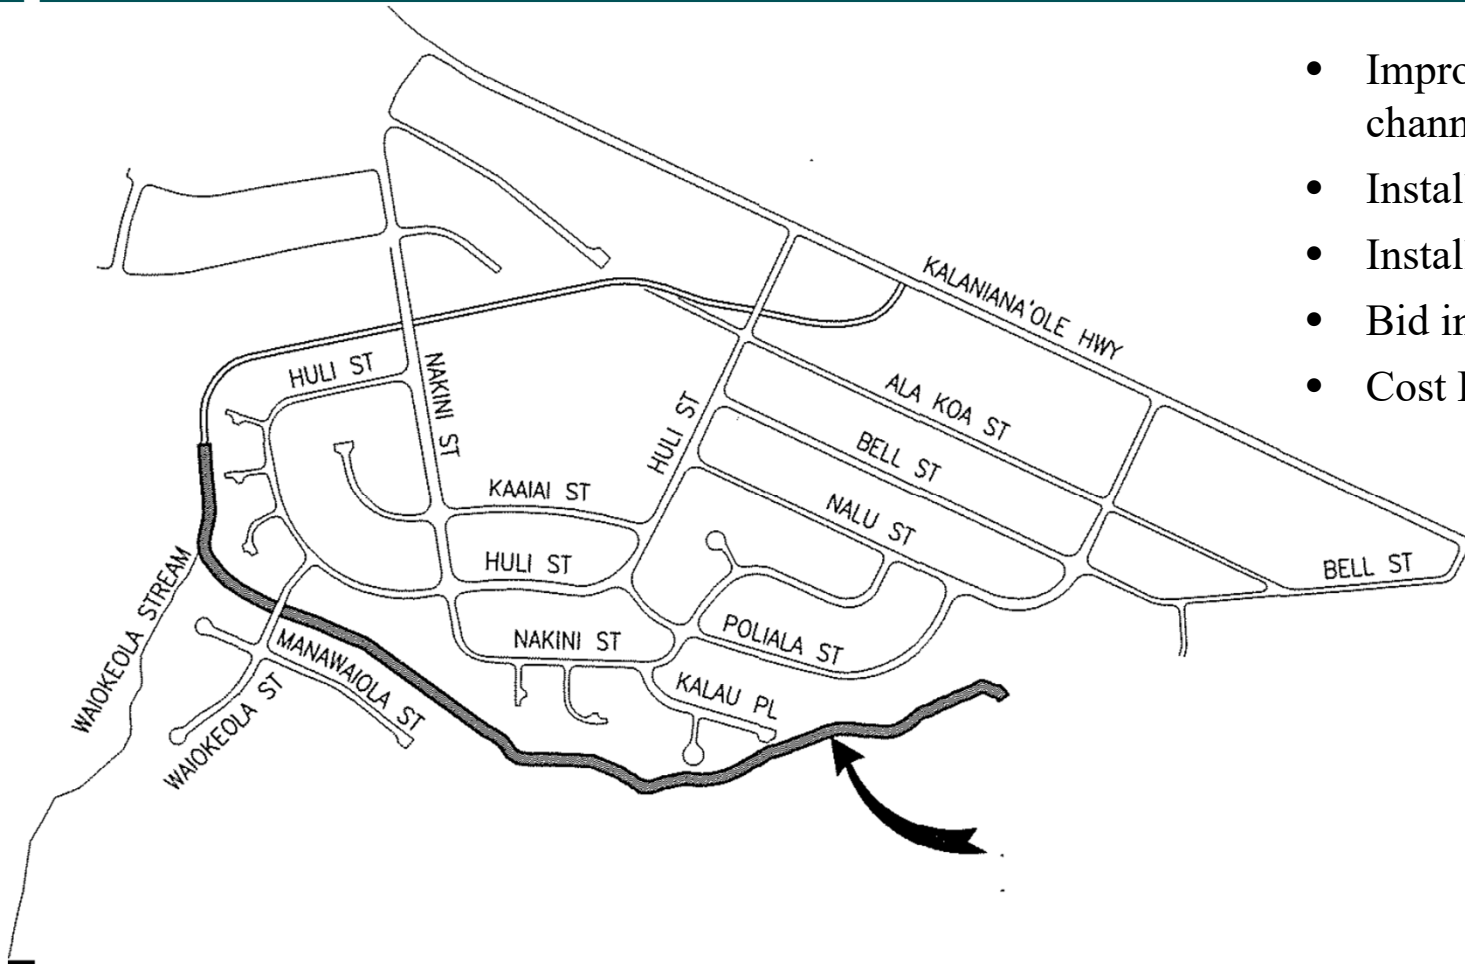 KALANIANA'OLE HWY
HULI ST
NAKINI ST
HULI ST
ALA KOA ST
BELL ST
KAAIAI ST
NALU ST
HULI ST
BELL ST
NAKINI ST
POLIALA ST
WAIOKEOLA STREAM
MANAWAIOLA ST
KALAU PL
WAIOKEOLA ST
• Impro
chann
• Instal
• Instal
• Bid in
• Cost